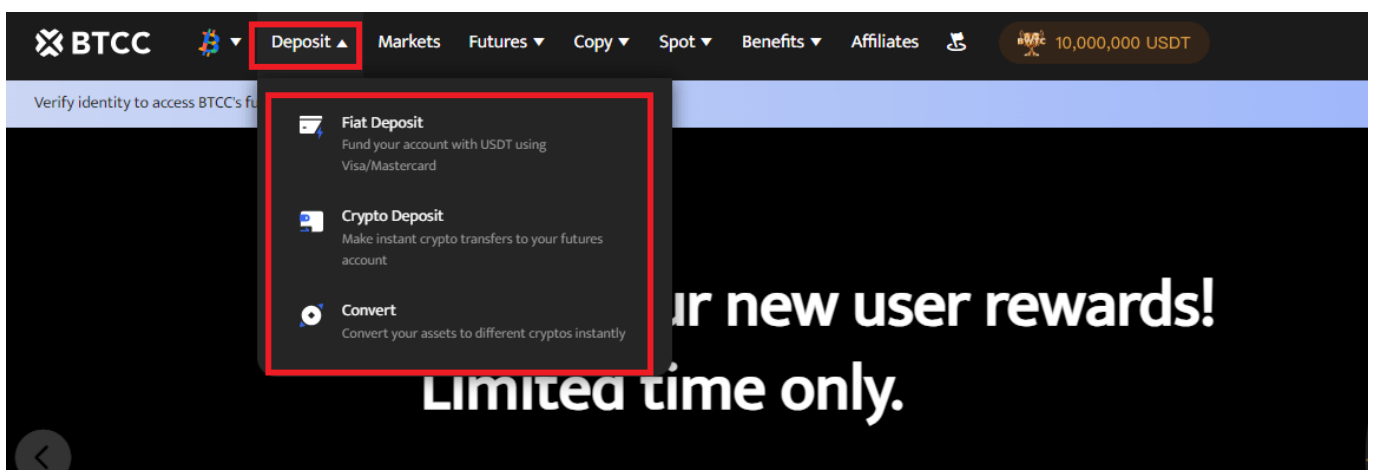 BTCC
Deposit
Markets
Futures
Copy
Spot
Benefits
Affiliates
10,000,000 USDT
Verify identity to access BTCC's
Fiat Deposit
Fund your account with USDT using
Visa/Mastercard
Crypto Deposit
Make instant crypto transfers to your futures
account
Convert
Convert your assets to different cryptos instantly
new user rewards!
Limited time only.